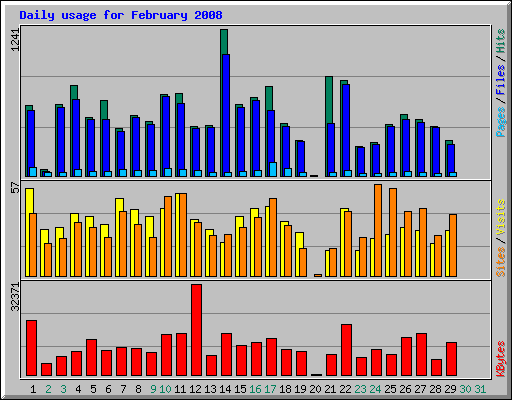 Daily usage for February 2008
1241
Pages / Files / Hits
57
Sites / Visits
32371
KBytes
1 2 3 4 5 6 7 8 9 10 11 12 13 14 15 16 17 18 19 20 21 22 23 24 25 26 27 28 29 30 31